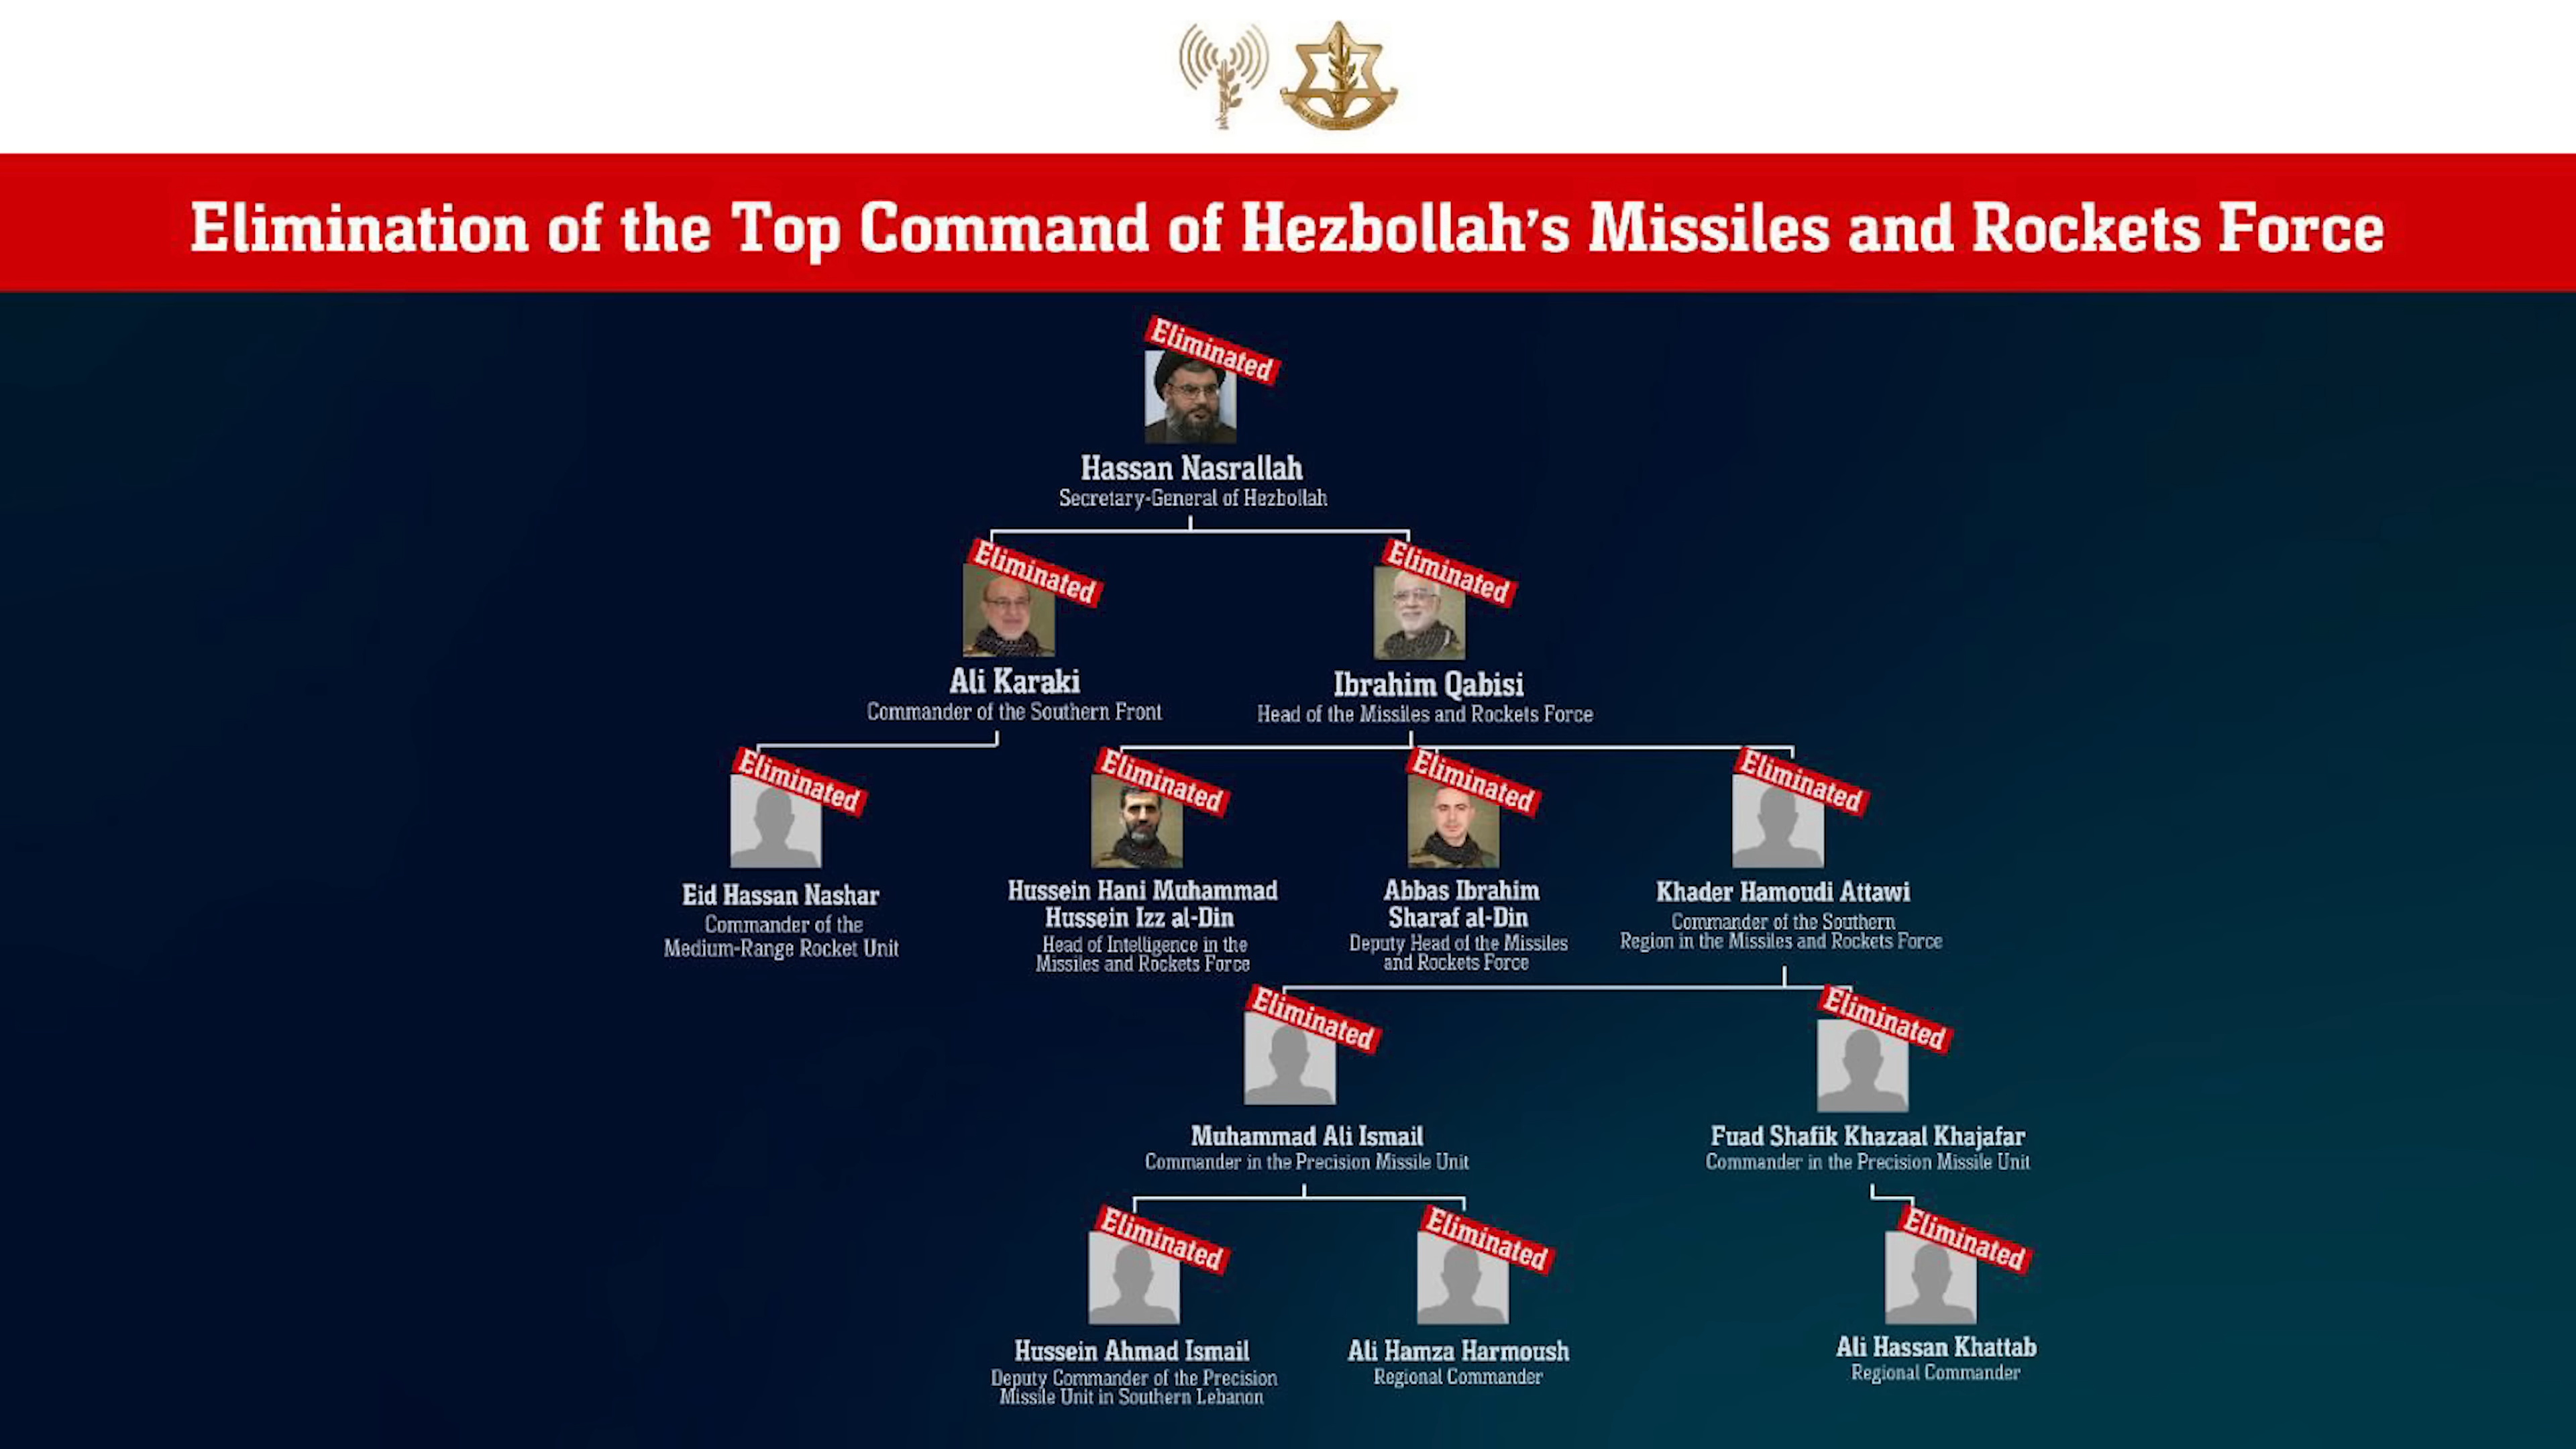 Elimination of the Top Command of Hezbollah's Missiles and Rockets Force
Eliminated
Hassan Nasrallah
Secretary-General of Hezbollah
Eliminated
Ali Karaki
Commander of the Southern Front
Eliminated
Ibrahim Qabisi
Head of the Missiles and Rockets Force
Eliminated
Eid Hassan Nashar
Commander of the
Medium-Range Rocket Unit
Eliminated
Hussein Hani Muhammad
Hussein Izz al-Din
Head of Intelligence in the
Missiles and Rockets Force
Eliminated
Abbas Ibrahim
Sharaf al-Din
Deputy Head of the Missiles
and Rockets Force
Eliminated
Khader Hamoudi Attawi
Commander of the Southern
Region in the Missiles and Rockets Force
Eliminated
Muhammad Ali Ismail
Commander in the Precision Missile Unit
Eliminated
Fuad Shafik Khazaal Khajafar
Commander in the Precision Missile Unit
Eliminated
Hussein Ahmad Ismail
Deputy Commander of the Precision
Missile Unit in Southern Lebanon
Eliminated
Ali Hamza Harmoush
Regional Commander
Eliminated
Ali Hassan Khattab
Regional Commander